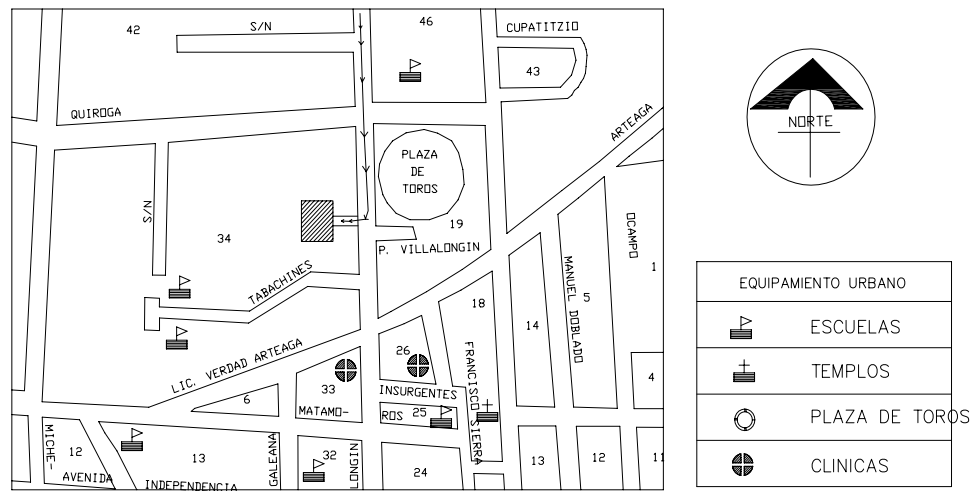 42
S/N
46
CUPATITZIO
43
QUIROGA
ARTEAGA
PLAZA
DE
TOROS
S/N
34
19
P. VILLALONGIN
OCAMPO
1
TABACHINES
MANUEL DOBLADO
5
18
14
LIC. VERDAD ARTEAGA
26
FRANCISCO SIERRA
33
4
6
INSURGENTES
MATAMO-
ROS
25
MICHE-
12
AVENIDA
13
INDEPENDENCIA
GALEANA
32
LONGIN
24
13
12
11
NORTE
EQUIPAMIENTO URBANO
ESCUELAS
TEMPLOS
PLAZA DE TOROS
CLINICAS